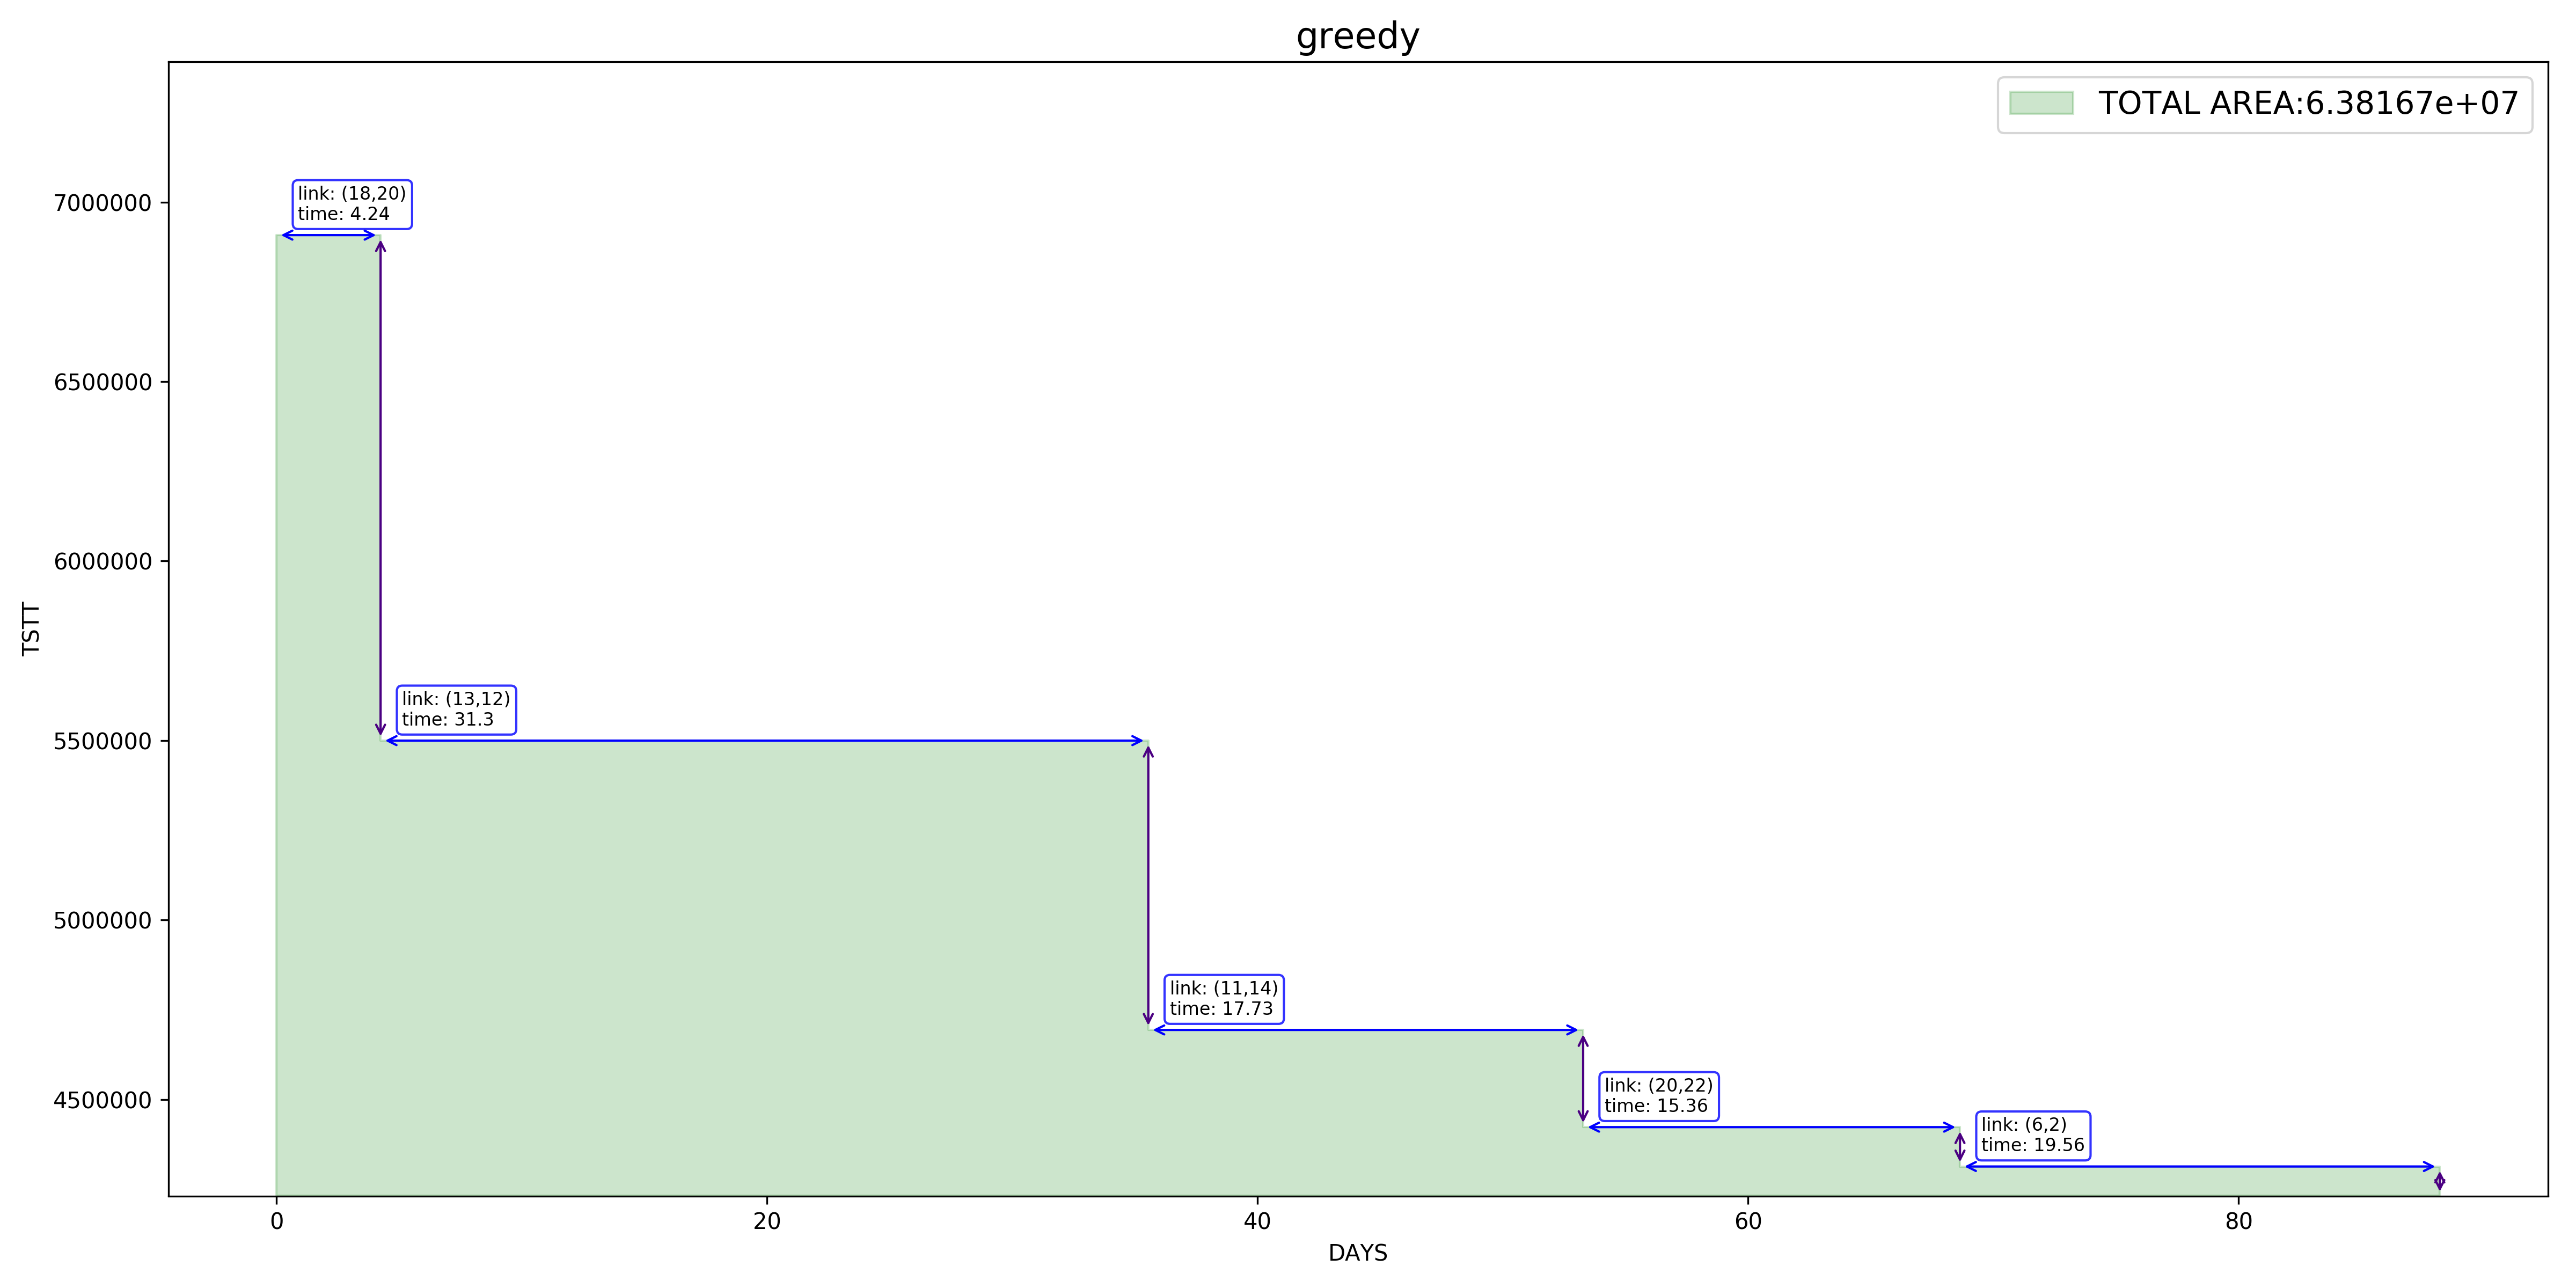 greedy
TOTAL AREA:6.38167e+07
7000000
6500000
6000000
5500000
5000000
4500000
TSTT
link: (18,20)
time: 4.24
link: (13,12)
time: 31.3
link: (11,14)
time: 17.73
link: (20,22)
time: 15.36
link: (6,2)
time: 19.56
0 20 40 60 80
DAYS